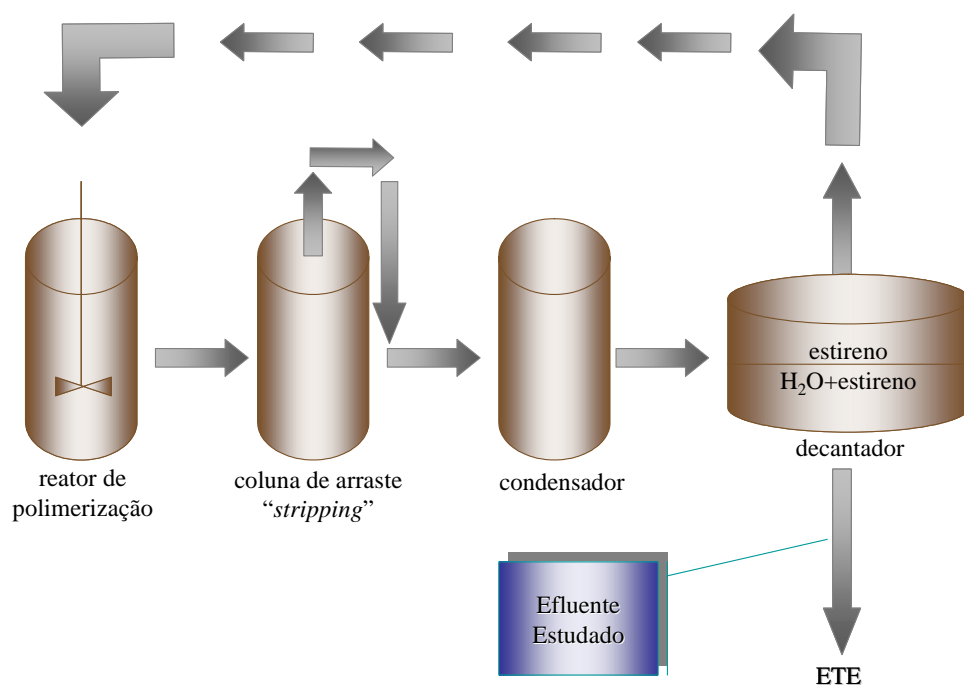 estireno
H₂O+estireno
decantador
reator de
polimerização
coluna de arraste
“stripping”
condensador
Efluente
Estudado
ETE